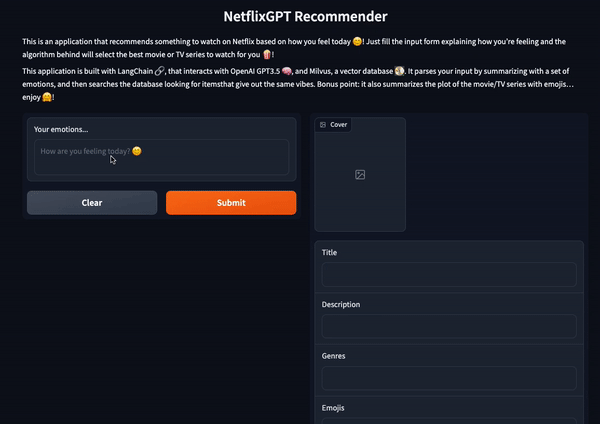 NetflixGPT Recommender
This is an application that recommends something to watch on Netflix based on how you feel today 😊! Just fill the input form explaining how you're feeling and the
algorithm behind will select the best movie or TV series to watch for you 🍿!
This application is built with LangChain 🔗, that interacts with OpenAI GPT3.5 🧠, and Milvus, a vector database. It parses your input by summarizing with a set of
emotions, and then searches the database looking for itemsthat give out the same vibes. Bonus point: it also summarizes the plot of the movie/TV series with emojis...
enjoy 🤗!
Your emotions...
How are you feeling today? 😊
Clear
Submit
Cover
Title
Description
Genres
Emojis